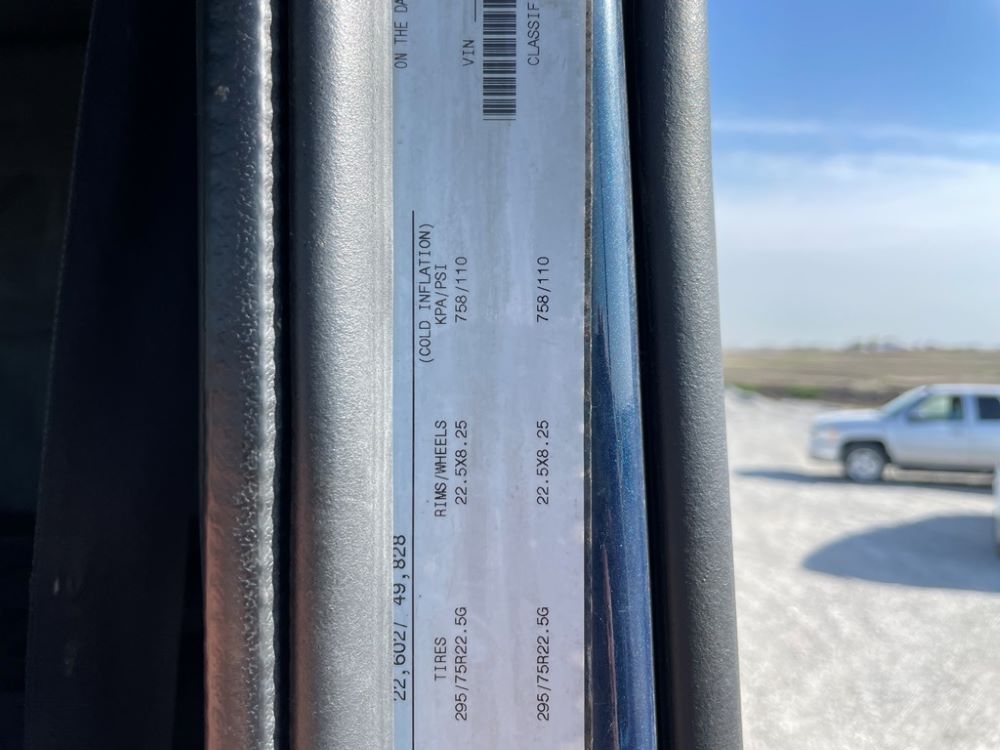 22,602/ 49,828 ON THE DA
TIRES RIMS/WHEELS (COLD INFLATION) KPA/PSI
295/75R22.5G 22.5X8.25 758/110
VIN
295/75R22.5G 22.5X8.25 758/110
CLASSIF